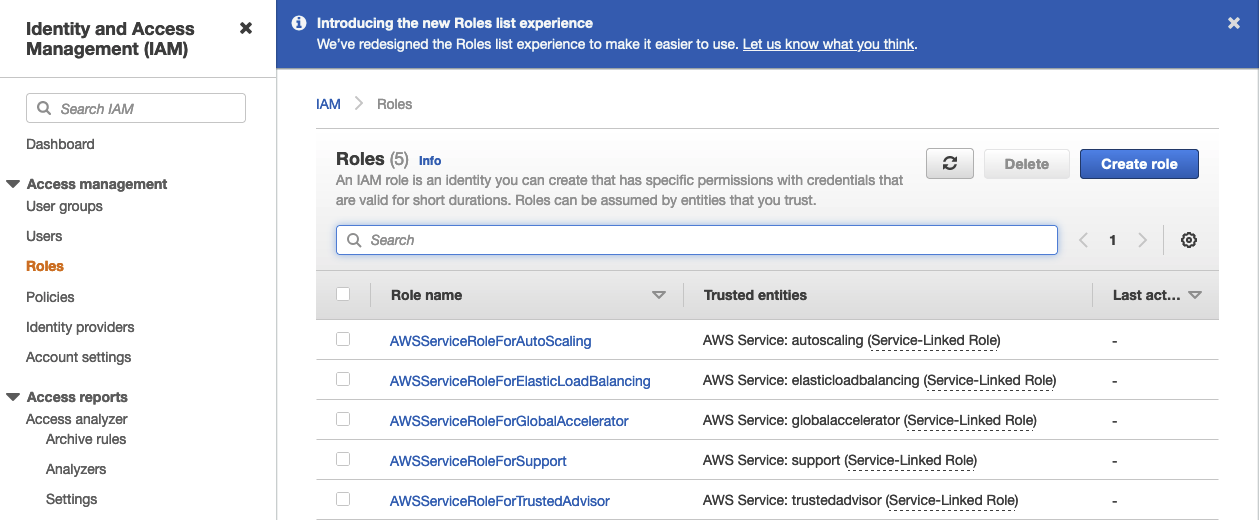 Identity and Access
Management (IAM)
Search IAM
Dashboard
Access management
User groups
Users
Roles
Policies
Identity providers
Account settings
Access reports
Access analyzer
Archive rules
Analyzers
Settings
Introducing the new Roles list experience
We've redesigned the Roles list experience to make it easier to use. Let us know what you think.
IAM Roles
Roles (5) Info
An IAM role is an identity you can create that has specific permissions with credentials that
are valid for short durations. Roles can be assumed by entities that you trust.
Delete Create role
Search
1
Role name Trusted entities Last act...
AWSServiceRoleForAutoScaling AWS Service: autoscaling (Service-Linked Role) -
AWSServiceRoleForElasticLoadBalancing AWS Service: elasticloadbalancing (Service-Linked Role) -
AWSServiceRoleForGlobalAccelerator AWS Service: globalaccelerator (Service-Linked Role) -
AWSServiceRoleForSupport AWS Service: support (Service-Linked Role) -
AWSServiceRoleForTrustedAdvisor AWS Service: trustedadvisor (Service-Linked Role) -